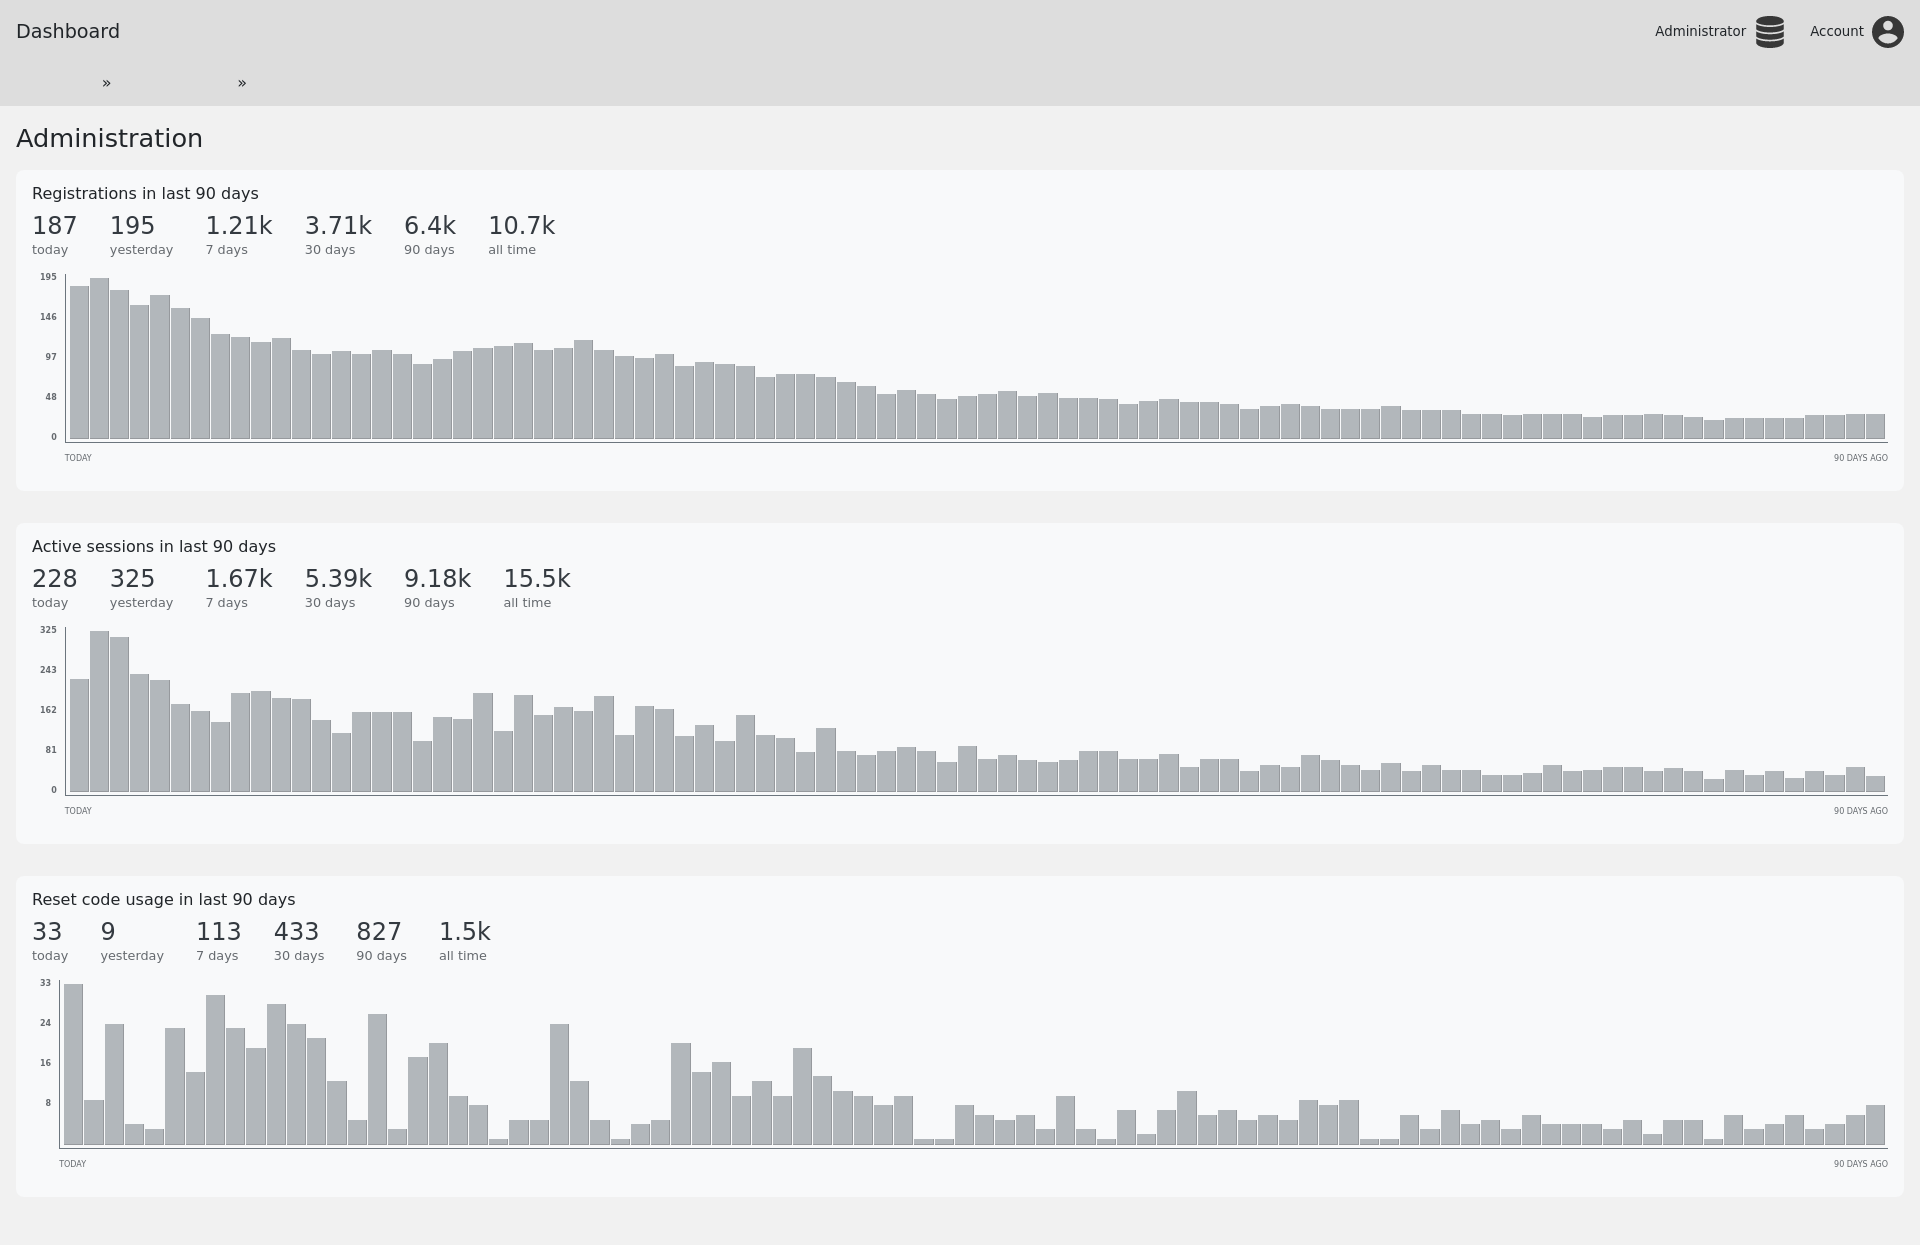 Dashboard
Administrator
Account
»
»
Administration
Registrations in last 90 days
187 195 1.21k 3.71k 6.4k 10.7k
today yesterday 7 days 30 days 90 days all time
195
146
97
48
0
TODAY 90 DAYS AGO
Active sessions in last 90 days
228 325 1.67k 5.39k 9.18k 15.5k
today yesterday 7 days 30 days 90 days all time
325
243
162
81
0
TODAY 90 DAYS AGO
Reset code usage in last 90 days
33 9 113 433 827 1.5k
today yesterday 7 days 30 days 90 days all time
33
24
16
8
TODAY 90 DAYS AGO